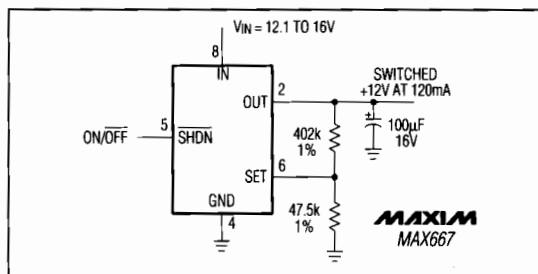 VIN = 12.1 TO 16V
8
IN
2
OUT
SWITCHED
+12V AT 120mA
+
100µF
16V
402k
1%
5
ON/OFF
SHDN
6
SET
47.5k
1%
GND
4
MAXIM
MAX667